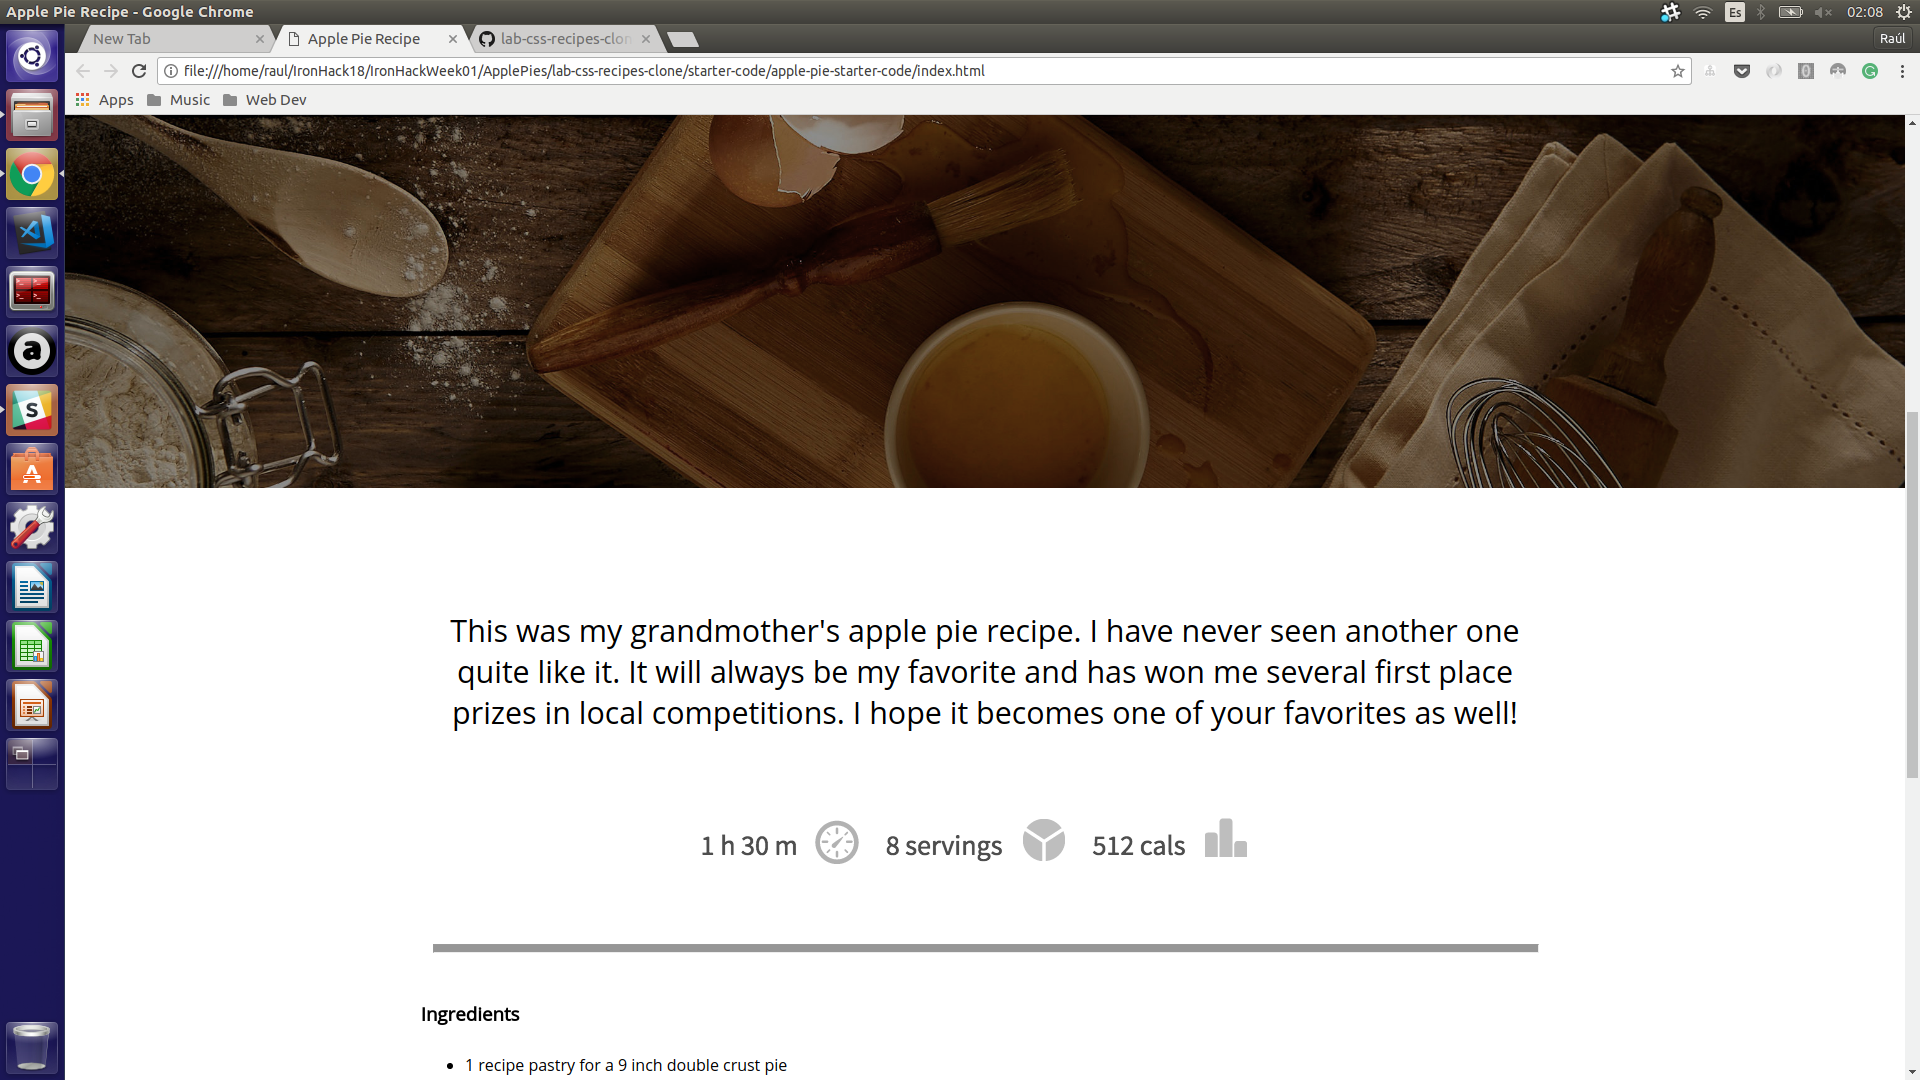 Apple Pie Recipe - Google Chrome
Es
02:08
New Tab
Apple Pie Recipe
lab-css-recipes-clon
Raúl
file:///home/raul/IronHack18/IronHackWeek01/ApplePies/lab-css-recipes-clone/starter-code/apple-pie-starter-code/index.html
Apps
Music
Web Dev
This was my grandmother's apple pie recipe. I have never seen another one
quite like it. It will always be my favorite and has won me several first place
prizes in local competitions. I hope it becomes one of your favorites as well!
1 h 30 m
8 servings
512 cals
Ingredients
• 1 recipe pastry for a 9 inch double crust pie